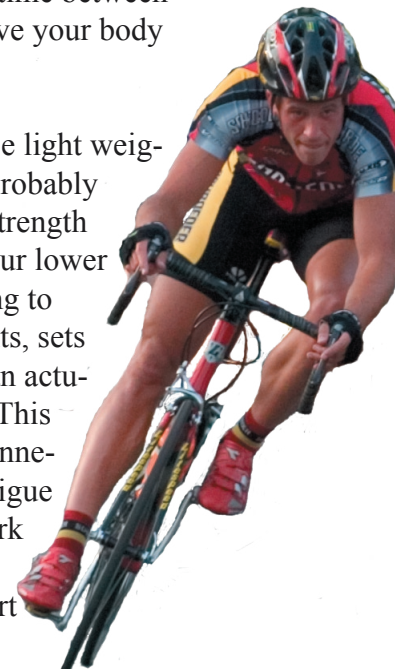 between
ve your body
e light weig-
robably
trength
ur lower
ng to
ts, sets
n actu-
This
nne-
igue
rk
rt